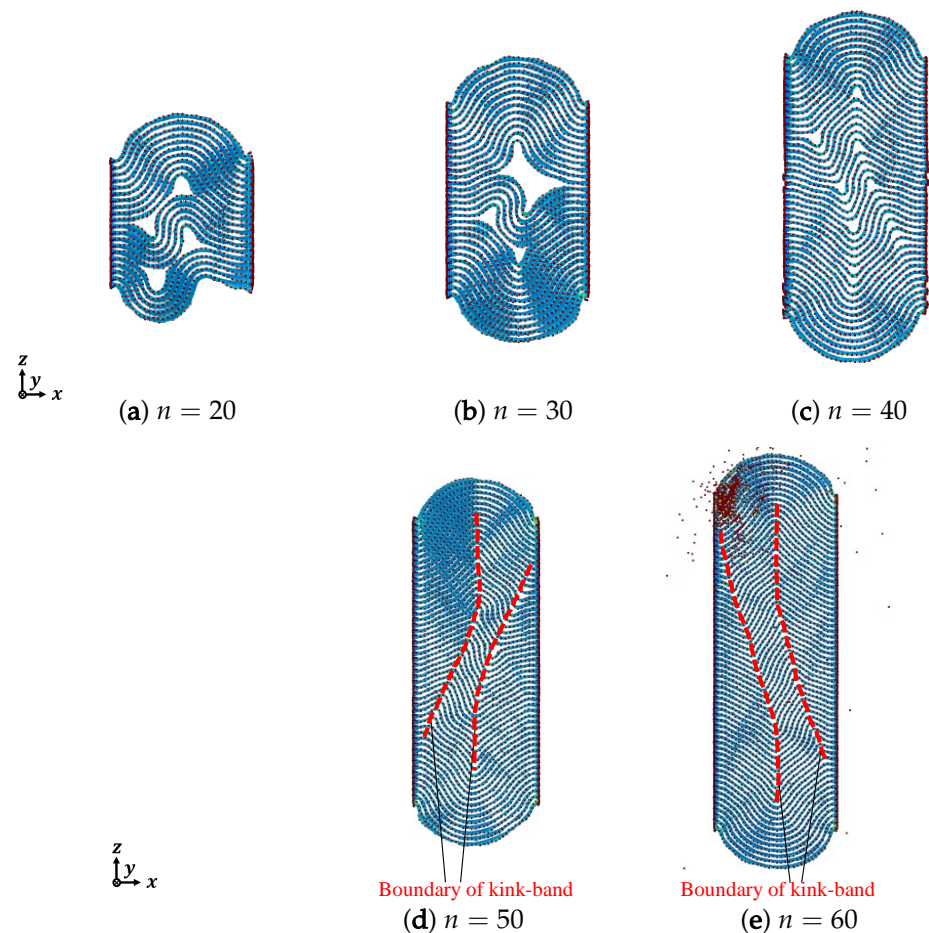 z
y
x
(a) n = 20
(b) n = 30
(c) n = 40
z
y
x
Boundary of kink-band
Boundary of kink-band
(d) n = 50
(e) n = 60